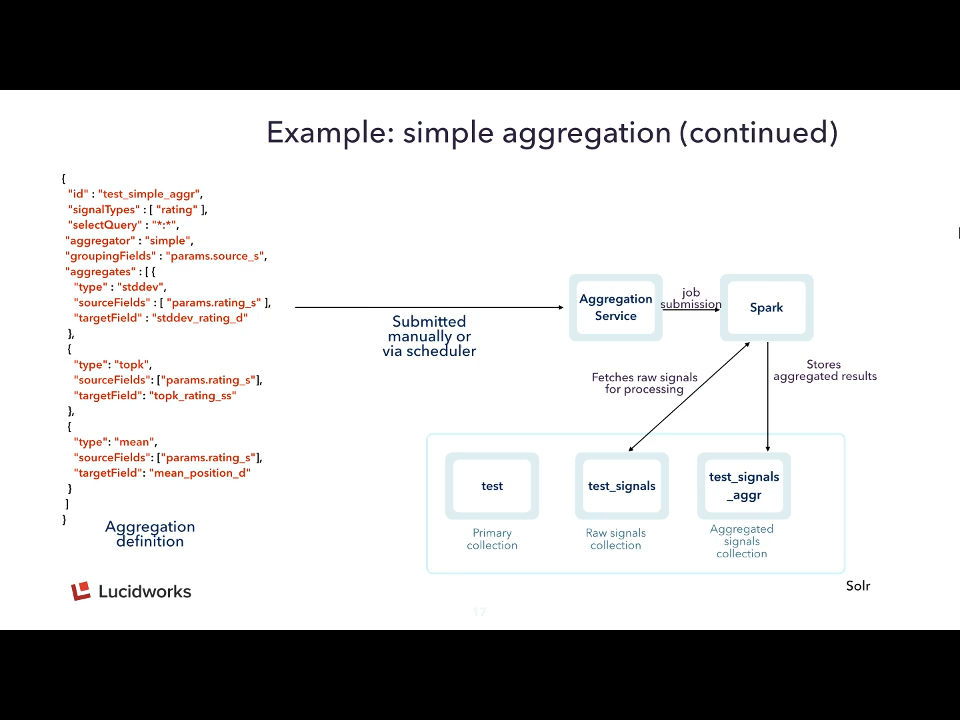 Example: simple aggregation (continued)
{
"id" : "test_simple_aggr",
"signalTypes" : [ "rating" ],
"selectQuery" : "*:*",
"aggregator" : "simple",
"groupingFields" : "params.source_s",
"aggregates" : [ {
"type" : "stddev",
"sourceFields" : [ "params.rating_s" ],
"targetField" : "stddev_rating_d"
},
{
"type": "topk",
"sourceFields": ["params.rating_s"],
"targetField": "topk_rating_ss"
},
{
"type": "mean",
"sourceFields": ["params.rating_s"],
"targetField": "mean_position_d"
}
]
}
Aggregation
definition
Submitted
manually or
via scheduler
Aggregation
Service
job
submission
Spark
Fetches raw signals
for processing
Stores
aggregated results
test
test_signals
test_signals
_aggr
Primary
collection
Raw signals
collection
Aggregated
signals
collection
Solr
Lucidworks
17